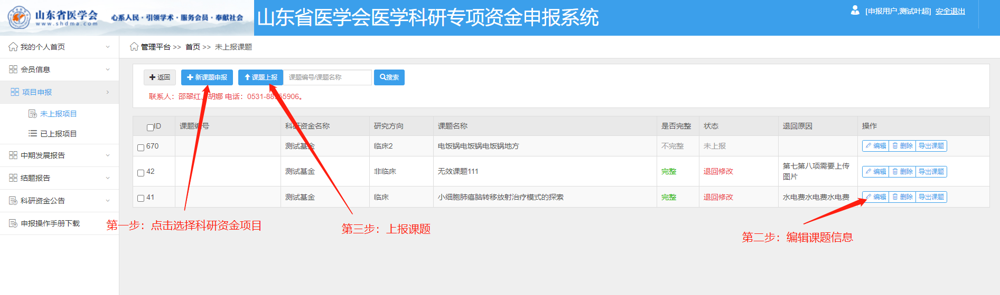 山东省医学会
www.shdma.com
心系人民·引领学术·服务会员·奉献社会
山东省医学会医学科研专项资金申报系统
[申报用户,测试叶超] 安全退出
我的个人首页
会员信息
项目申报
未上报项目
已上报项目
中期发展报告
结题报告
科研资金公告
申报操作手册下载
管理平台 >> 首页 >> 未上报课题
返回 新课题申报 课题上报 课题编号/课题名称 搜索
联系人：邵翠红、胡娜 电话：0531-88955906。
ID 课题编号 科研资金名称 研究方向 课题名称 是否完整 状态 退回原因 操作
670 测试基金 临床2 电饭锅电饭锅电饭锅地方 不完整 未上报 编辑 删除 导出课题
42 测试基金 非临床 无效课题111 完整 退回修改 第七第八项需要上传图片 编辑 删除 导出课题
41 测试基金 临床 小细胞肺癌脑转移放射治疗模式的探索 完整 退回修改 水电费水电费水电费 编辑 删除 导出课题
第一步：点击选择科研资金项目
第三步：上报课题
第二步：编辑课题信息